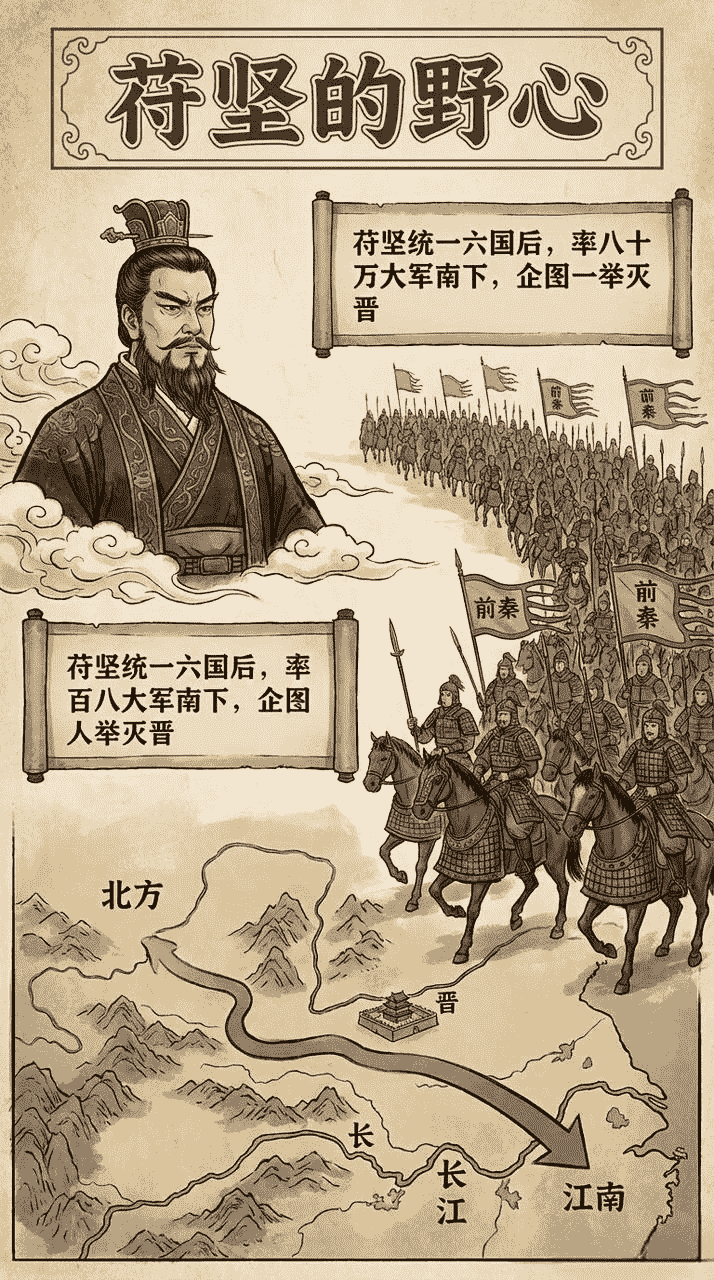 苻坚的野心
苻坚统一六国后，率八十
万大军南下，企图一举灭
晋
前秦
前秦
前秦
前秦
苻坚统一六国后，率
百八大军南下，企图
人举灭晋
北方
晋
长
长江
江南